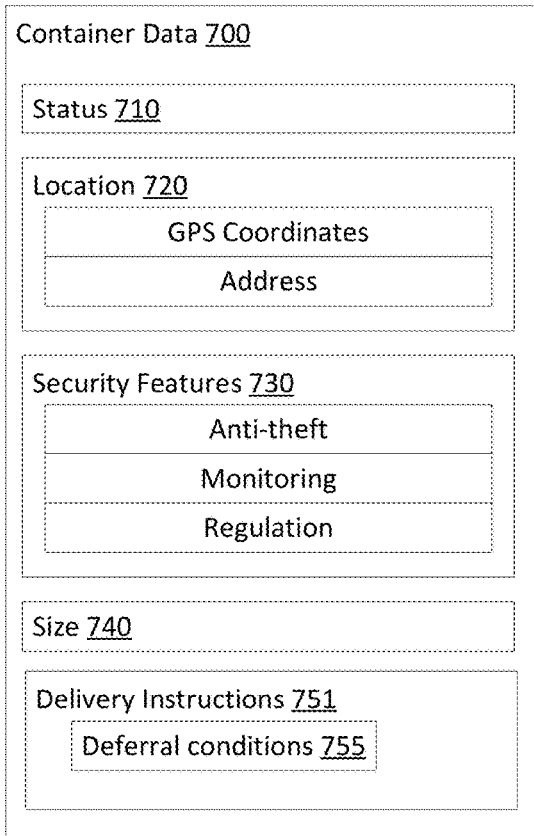 Container Data 700
Status 710
Location 720
GPS Coordinates
Address
Security Features 730
Anti-theft
Monitoring
Regulation
Size 740
Delivery Instructions 751
Deferral conditions 755